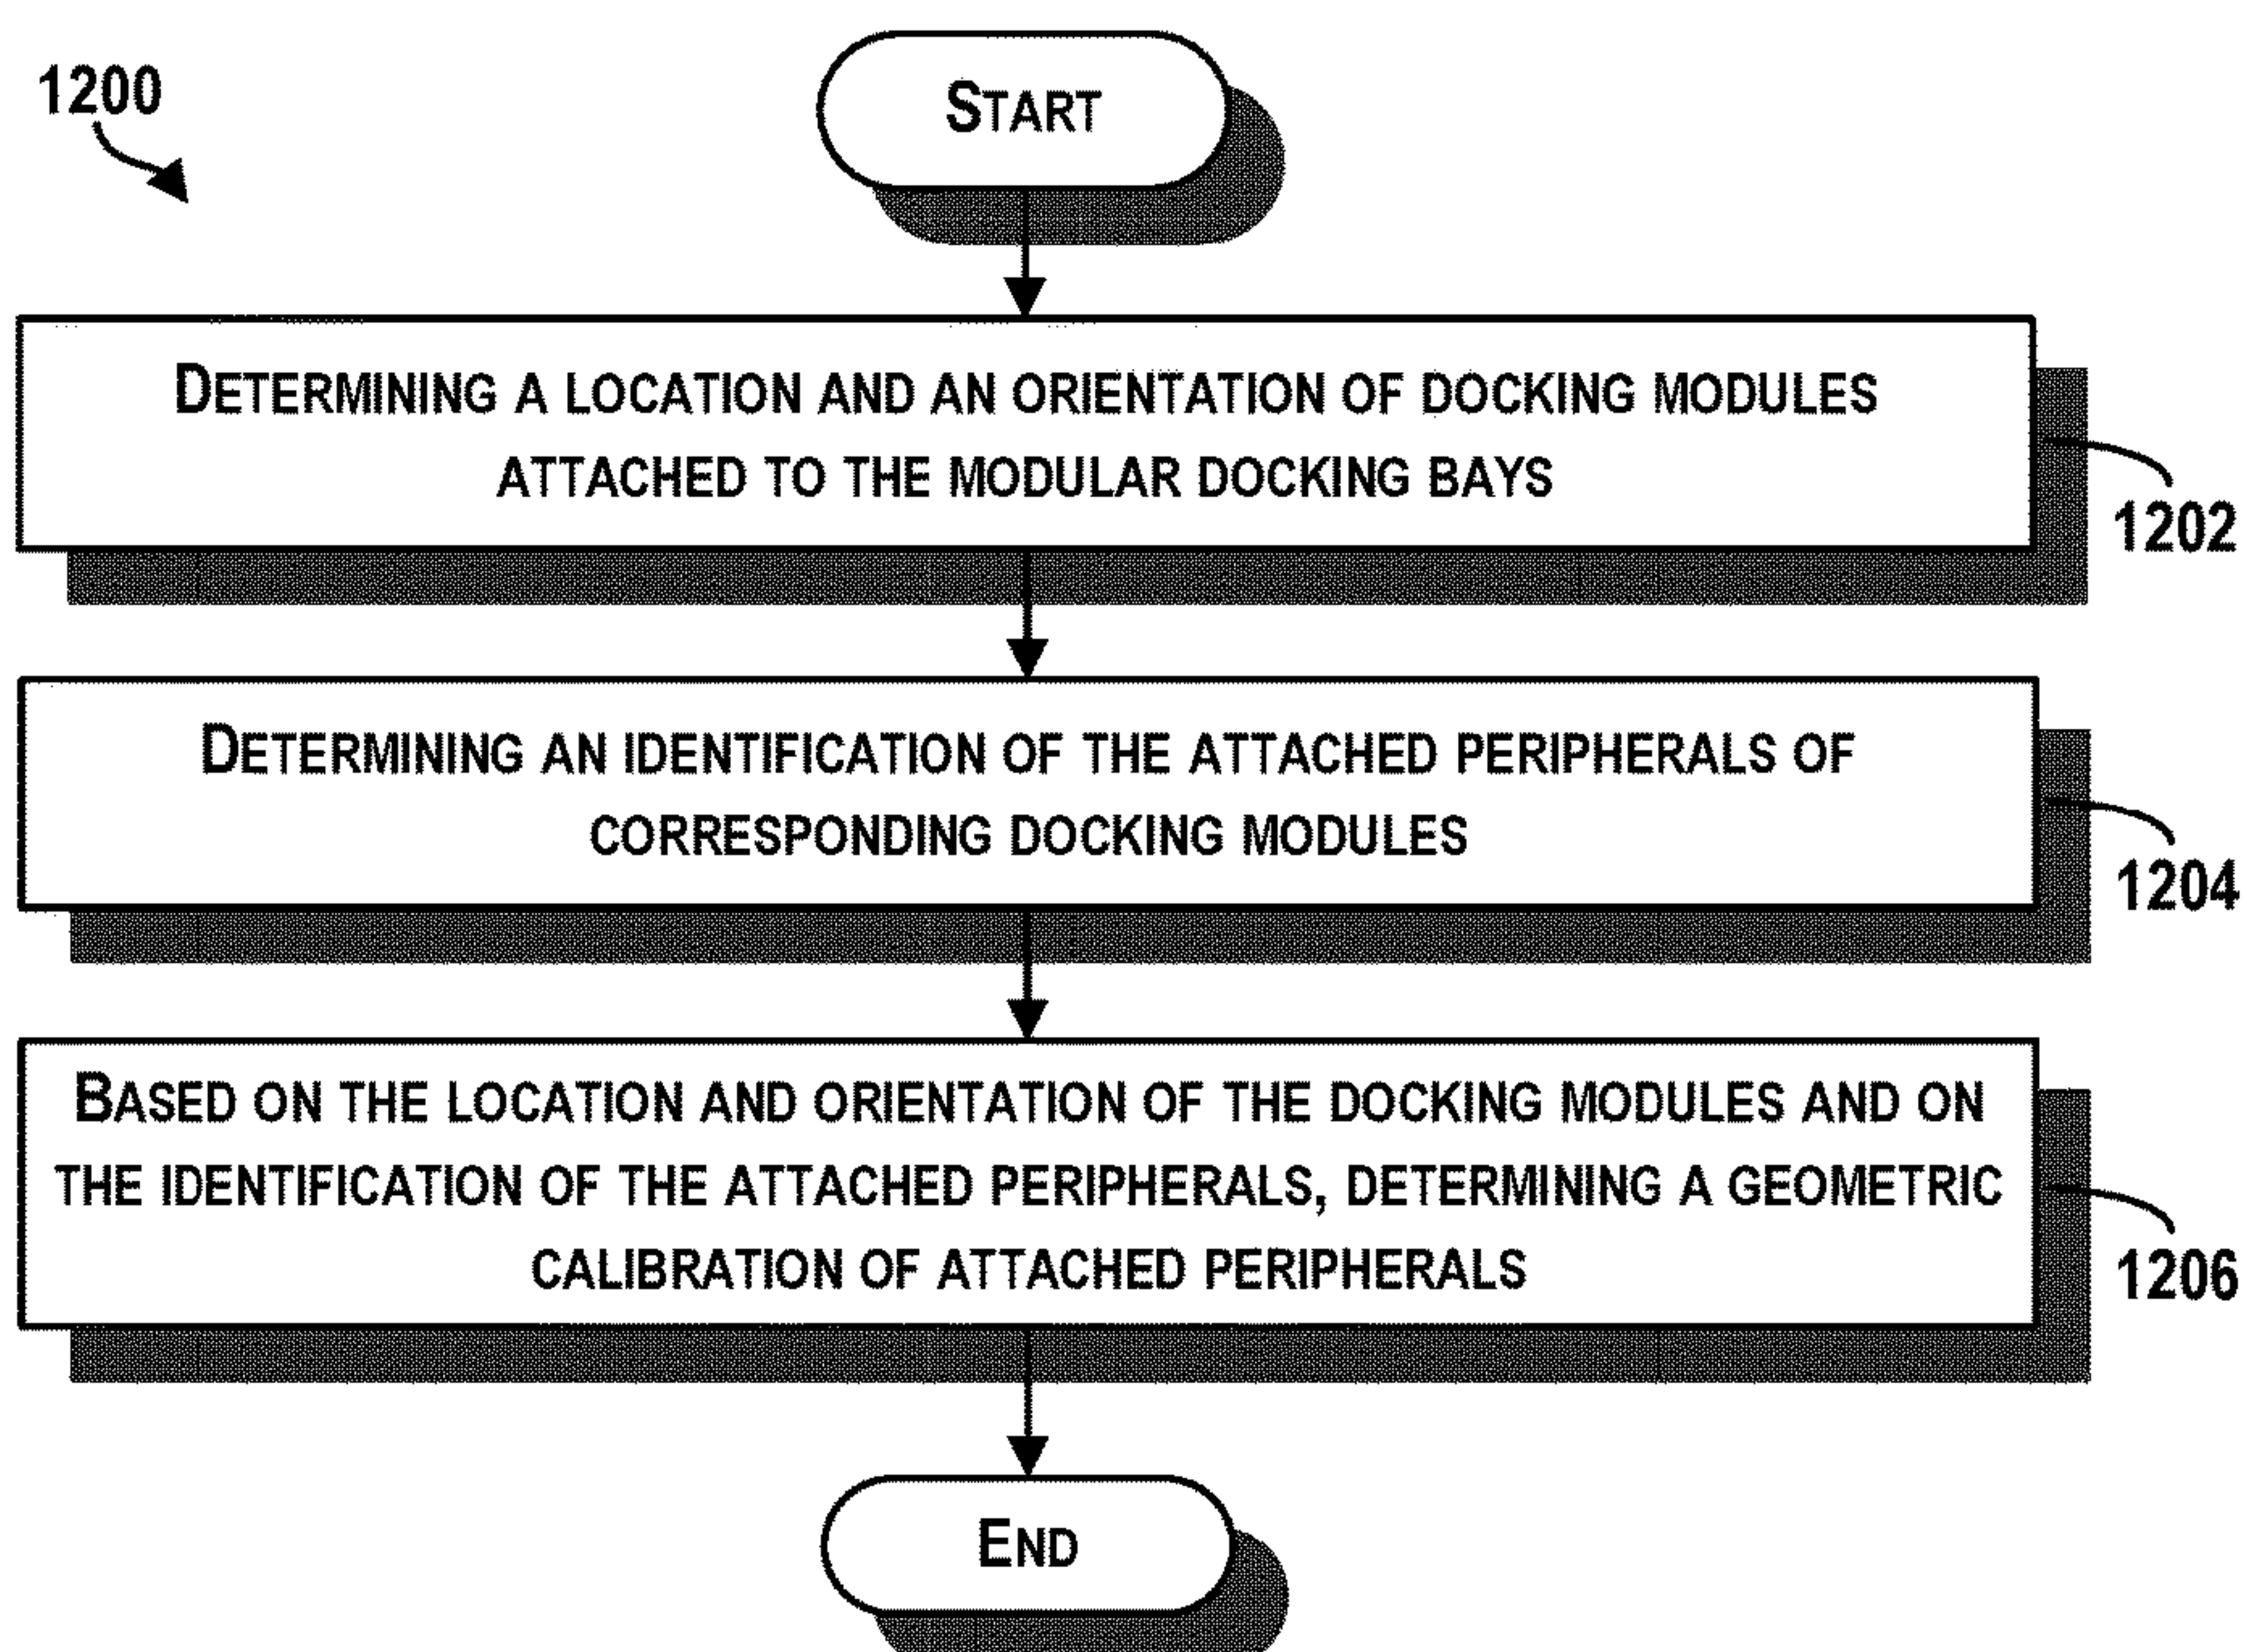 1200
START
DETERMINING A LOCATION AND AN ORIENTATION OF DOCKING MODULES
ATTACHED TO THE MODULAR DOCKING BAYS
1202
DETERMINING AN IDENTIFICATION OF THE ATTACHED PERIPHERALS OF
CORRESPONDING DOCKING MODULES
1204
BASED ON THE LOCATION AND ORIENTATION OF THE DOCKING MODULES AND ON
THE IDENTIFICATION OF THE ATTACHED PERIPHERALS, DETERMINING A GEOMETRIC
CALIBRATION OF ATTACHED PERIPHERALS
1206
END